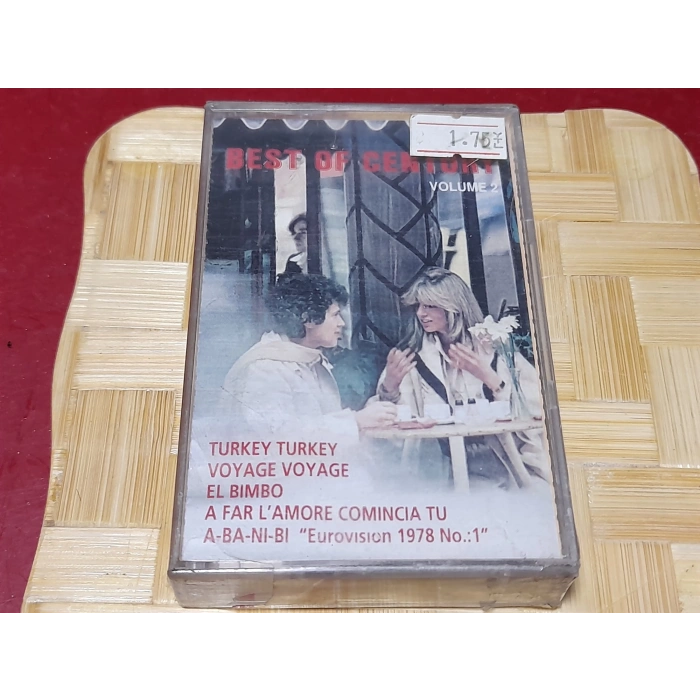 1.75
BEST OF CENTURY
VOLUME 2
TURKEY TURKEY
VOYAGE VOYAGE
EL BIMBO
A FAR L'AMORE COMINCIA TU
A-BA-NI-BI "Eurovision 1978 No.:1"